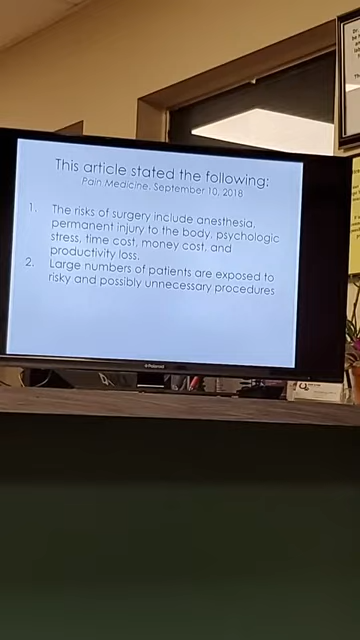 This article stated the following:
Pain Medicine, September 10, 2018
1. The risks of surgery include anesthesia,
permanent injury to the body, psychologic
stress, time cost, money cost, and
productivity loss.
2. Large numbers of patients are exposed to
risky and possibly unnecessary procedures
Polaroid